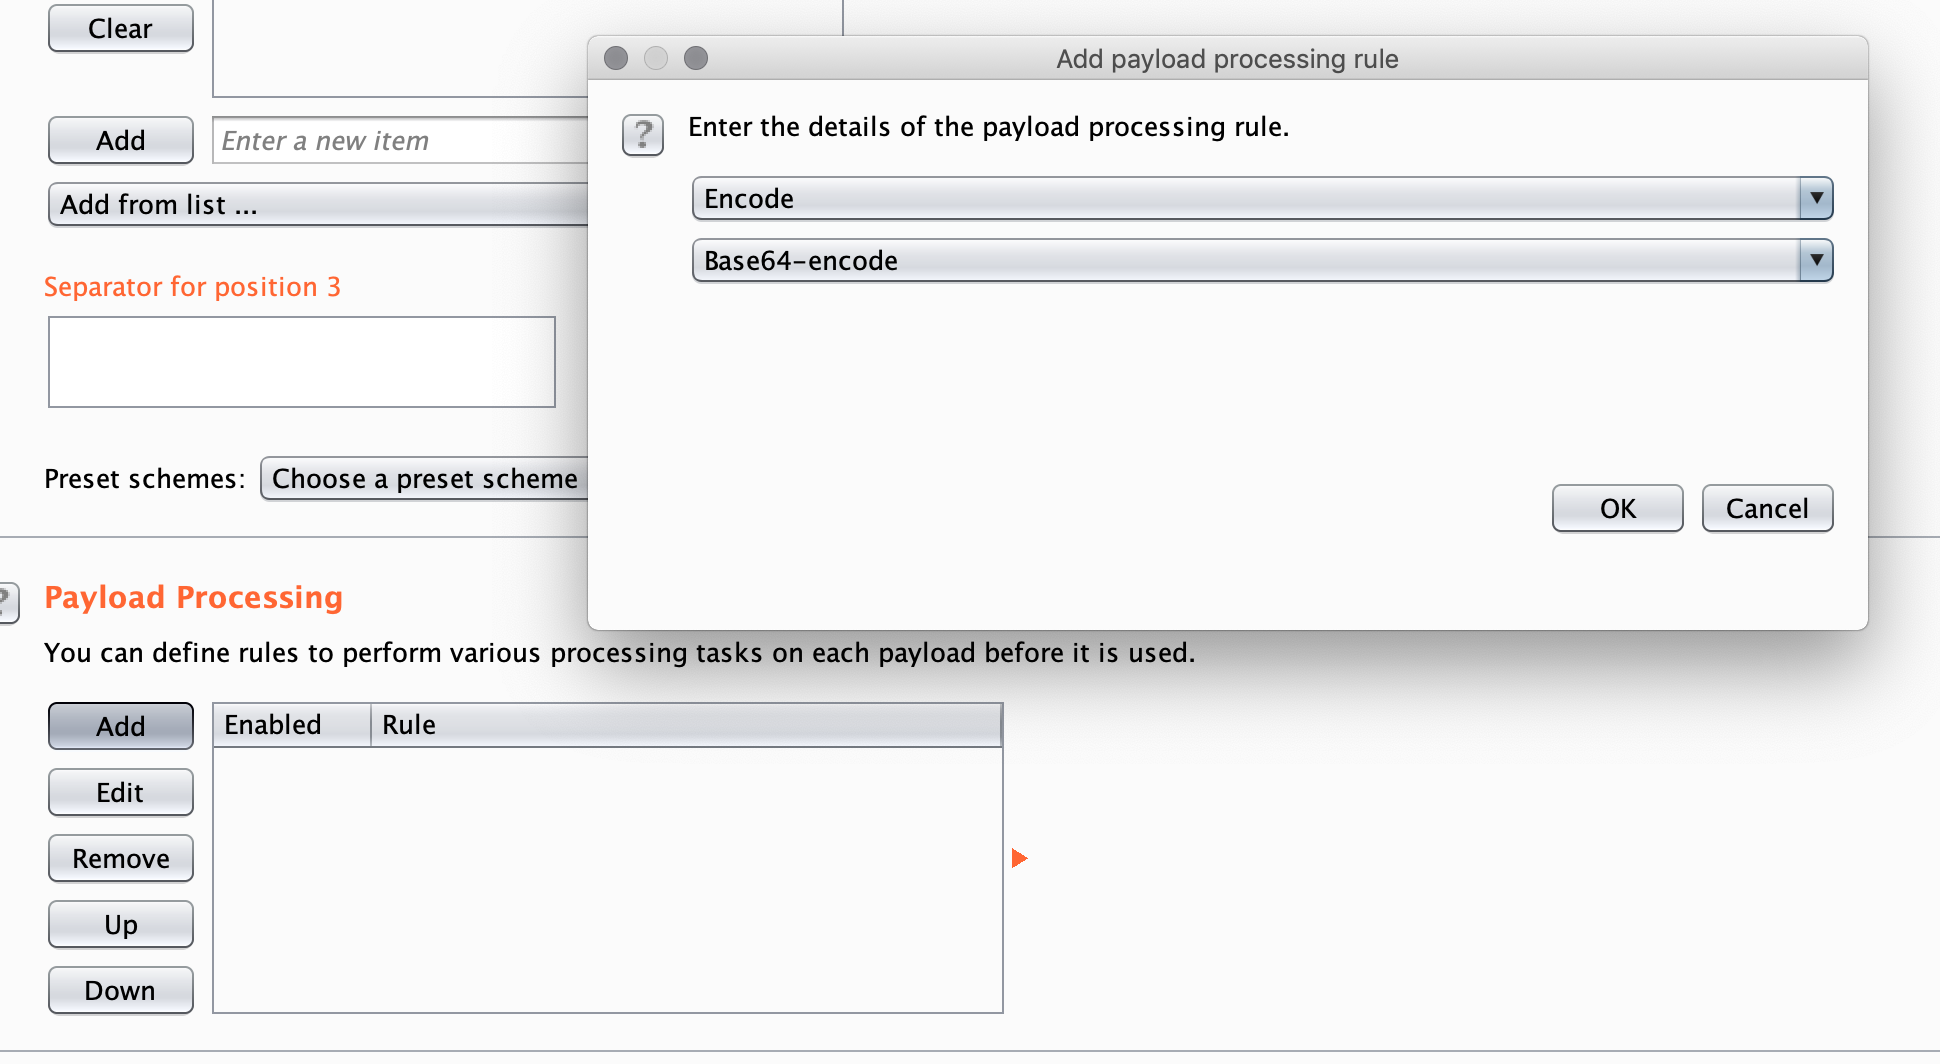 Clear
Add payload processing rule
Enter the details of the payload processing rule.
Encode
Base64-encode
OK
Cancel
Add
Enter a new item
Add from list ...
Separator for position 3
Preset schemes:
Choose a preset scheme
Payload Processing
You can define rules to perform various processing tasks on each payload before it is used.
Add
Enabled
Rule
Edit
Remove
Up
Down